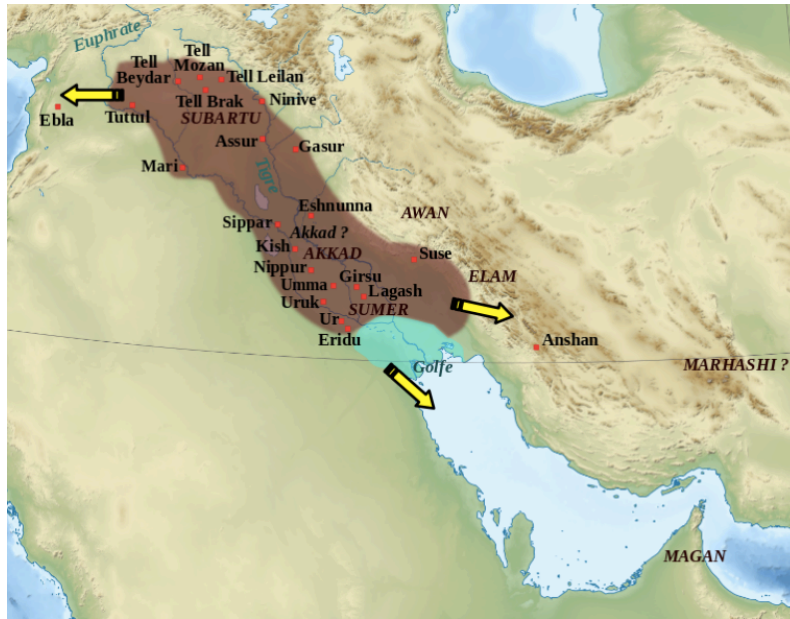 Euphrate
Tell
Beydar
Tell
Mozan
Tell Leilan
Tell Brak
Ninive
Ebla
Tuttul
SUBARTU
Assur
Gasur
Mari
Tigre
Eshnunna
AWAN
Sippar
Akkad ?
Kish
AKKAD
Suse
Nippur
ELAM
Girsu
Umma
Lagash
Uruk
SUMER
Ur
Eridu
Anshan
Golfe
MARHASHI ?
MAGAN